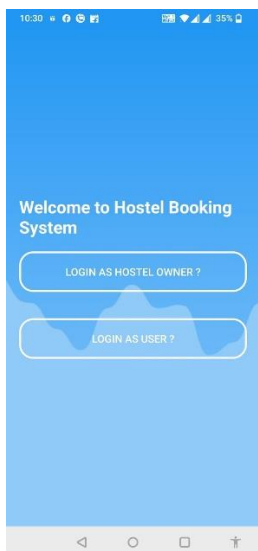 10:30 35%
Welcome to Hostel Booking
System
LOGIN AS HOSTEL OWNER ?
LOGIN AS USER ?